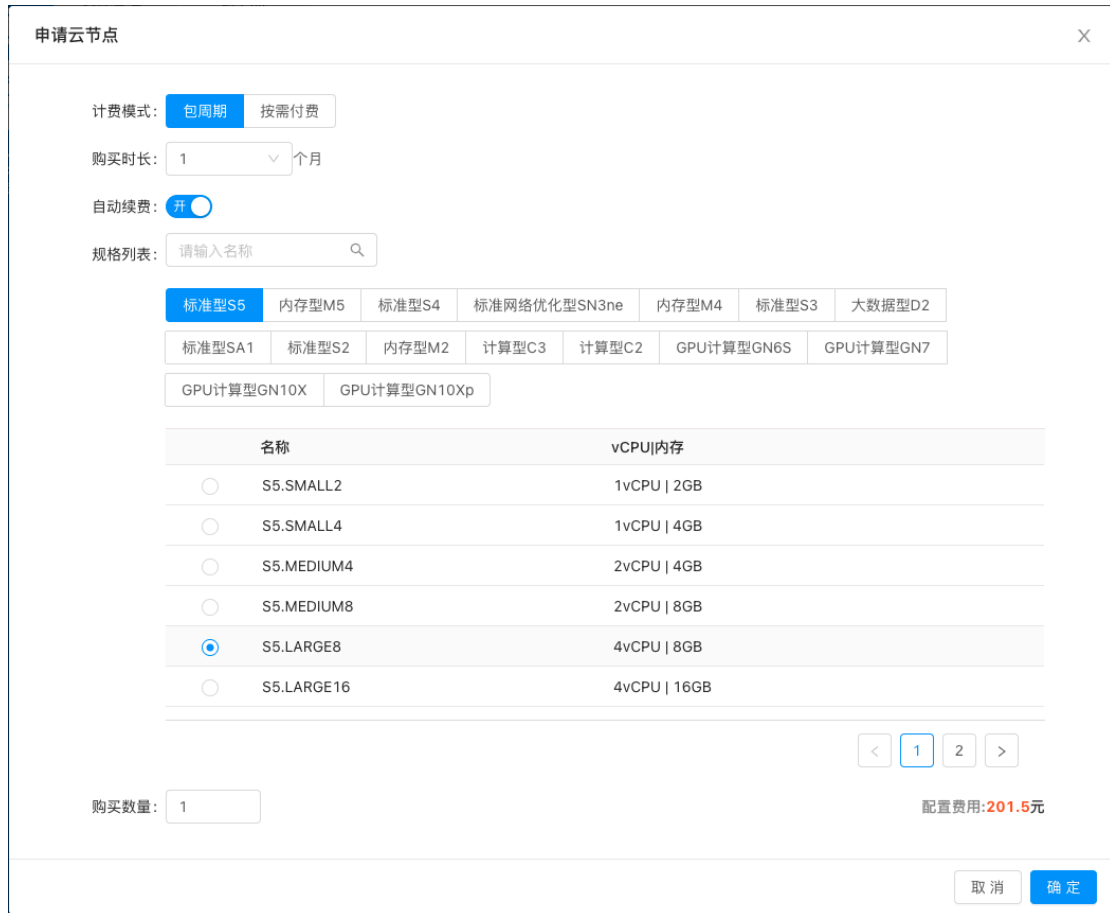 申请云节点
计费模式: 包周期 按需付费
购买时长: 1 个月
自动续费: 开
规格列表: 请输入名称
标准型S5 内存型M5 标准型S4 标准网络优化型SN3ne 内存型M4 标准型S3 大数据型D2
标准型SA1 标准型S2 内存型M2 计算型C3 计算型C2 GPU计算型GN6S GPU计算型GN7
GPU计算型GN10X GPU计算型GN10Xp
名称 vCPU|内存
S5.SMALL2 1vCPU | 2GB
S5.SMALL4 1vCPU | 4GB
S5.MEDIUM4 2vCPU | 4GB
S5.MEDIUM8 2vCPU | 8GB
S5.LARGE8 4vCPU | 8GB
S5.LARGE16 4vCPU | 16GB
< 1 2 >
购买数量: 1 配置费用:201.5元
取消 确定